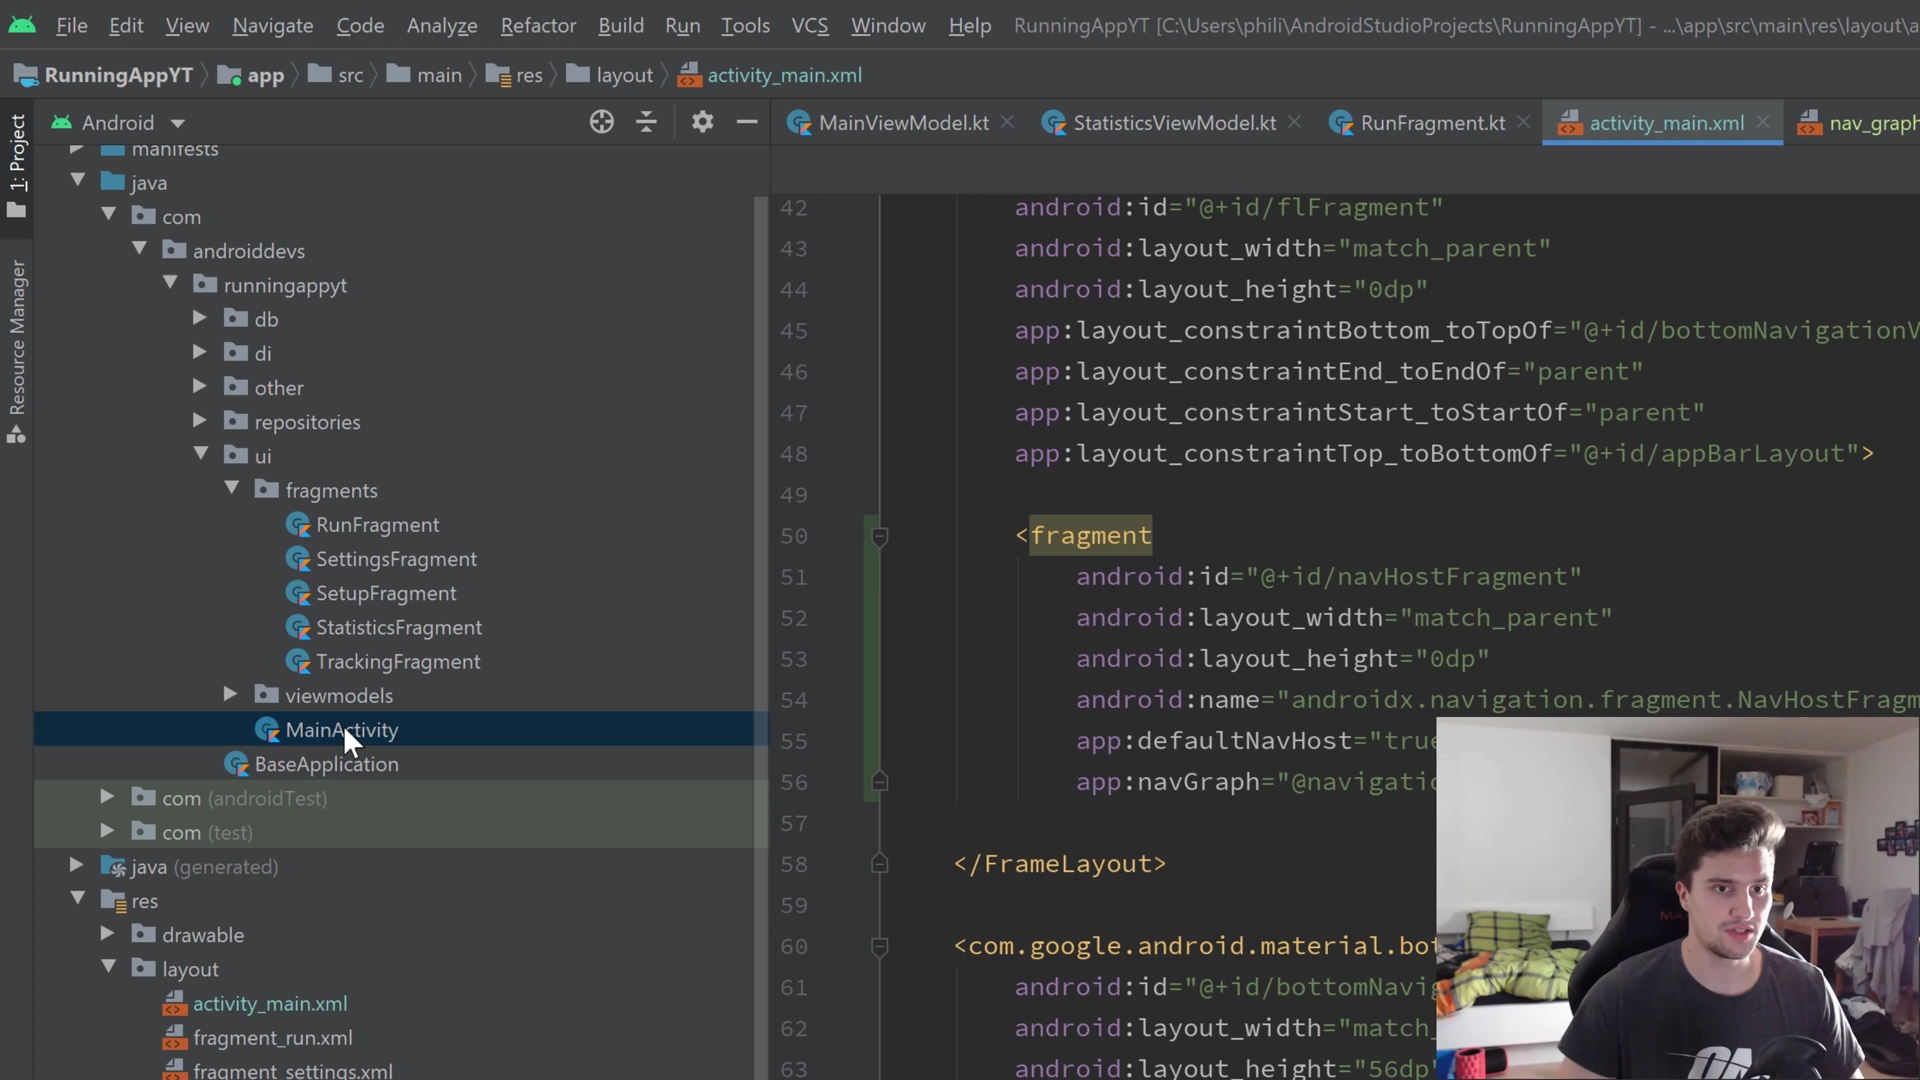 File Edit View Navigate Code Analyze Refactor Build Run Tools VCS Window Help RunningAppYT [C:\Users\phili\AndroidStudioProjects\RunningAppYT] - ...\app\src\main\res\layout\a
RunningAppYT app src main res layout activity_main.xml
Android
MainViewModel.kt StatisticsViewModel.kt RunFragment.kt activity_main.xml nav_graph
1: Project
Resource Manager
manifests
java
com
androiddevs
runningappyt
db
di
other
repositories
ui
fragments
RunFragment
SettingsFragment
SetupFragment
StatisticsFragment
TrackingFragment
viewmodels
MainActivity
BaseApplication
com (androidTest)
com (test)
java (generated)
res
drawable
layout
activity_main.xml
fragment_run.xml
fragment_settings.xml
42 android:id="@+id/flFragment"
43 android:layout_width="match_parent"
44 android:layout_height="0dp"
45 app:layout_constraintBottom_toTopOf="@+id/bottomNavigationV
46 app:layout_constraintEnd_toEndOf="parent"
47 app:layout_constraintStart_toStartOf="parent"
48 app:layout_constraintTop_toBottomOf="@+id/appBarLayout">
49
50 <fragment
51 android:id="@+id/navHostFragment"
52 android:layout_width="match_parent"
53 android:layout_height="0dp"
54 android:name="androidx.navigation.fragment.NavHostFragm
55 app:defaultNavHost="true
56 app:navGraph="@navigatio
57
58 </FrameLayout>
59
60 <com.google.android.material.bot
61 android:id="@+id/bottomNavig
62 android:layout_width="match_
63 android:layout_height="56dp"